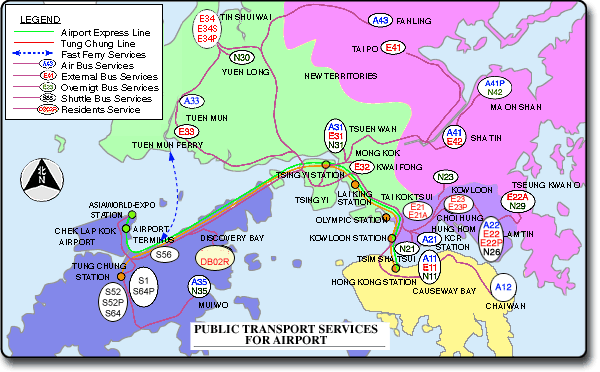 LEGEND
Airport Express Line
Tung Chung Line
Fast Ferry Services
A43 Air Bus Services
E41 External Bus Services
E33 Overnigt Bus Services
S65 Shuttle Bus Services
DB02R Residents Service
E34
E34S
E34P
TIN SHUI WAI
A43
FANLING
N30
YUEN LONG
TAI PO
E41
NEW TERRITORIES
A41P
N42
MA ON SHAN
A33
TUEN MUN
E33
TUEN MUN FERRY
A31
E31
N31
TSUEN WAN
A41
E42
SHA TIN
MONG KOK
E32
KWAI FONG
TSING YI STATION
TSING YI
LAI KING
STATION
N23
KOWLOON
TSEUNG KWAN O
E22A
N29
TAI KOK TSUI
E21
E21A
E23
E23P
CHOI HUNG
OLYMPIC STATION
HUNG HOM
KCR
STATION
A22
E22
E22P
N26
LAM TIN
KOWLOON STATION
N21
A21
TSIM SHA TSUI
A11
E11
N11
HONG KONG STATION
CAUSEWAY BAY
A12
CHAI WAN
ASIAWORLD-EXPO
STATION
CHEK LAP KOK
AIRPORT
AIRPORT
TERMINUS
S56
DISCOVERY BAY
DB02R
TUNG CHUNG
STATION
S52
S52P
S64
S1
S64P
A35
N35
MUI WO
北
N
PUBLIC TRANSPORT SERVICES
FOR AIRPORT